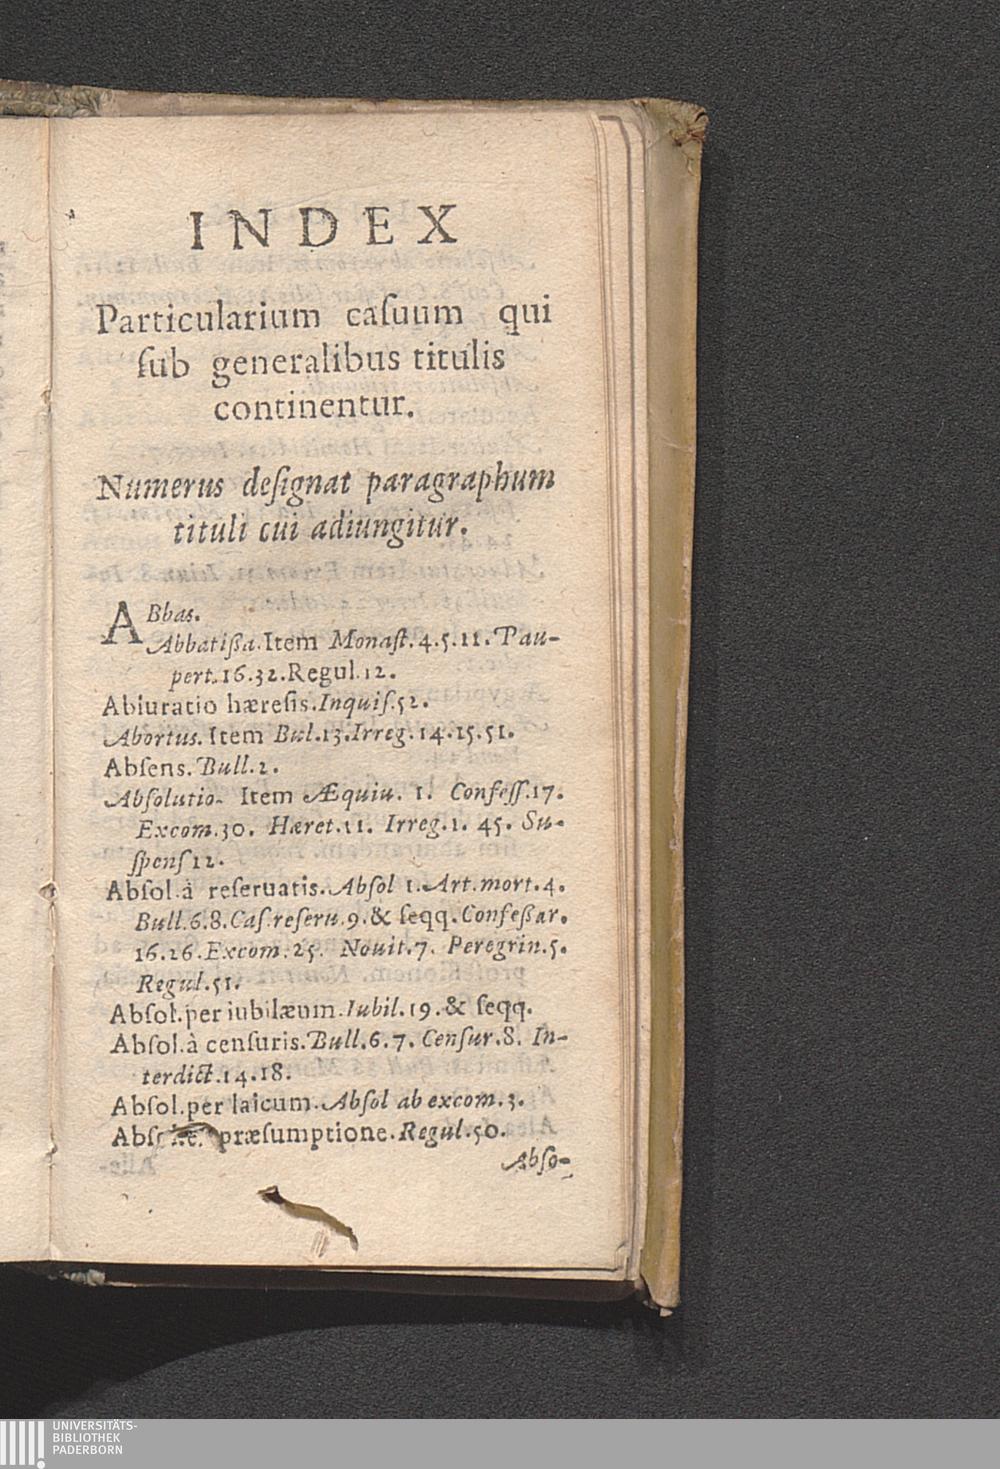 INDEX
Particularium caſuum qui
ſub generalibus titulis
continentur.
Numerus deſignat paragraphum
tituli cui adiungitur.
ABbas.
Abbatiſſa. Item Monaſt. 4. 5. 11. Pau-
pert. 16. 32. Regul. 12.
Abiuratio hæreſis. Inquiſ. 52.
Abortus. Item Bul. 13. Irreg. 14. 15. 51.
Abſens. Bull. 2.
Abſolutio. Item Æquiu. 1. Confeſſ. 17.
Excom. 30. Hæret. 11. Irreg. 1. 45. Su-
ſpenſ 12.
Abſol. à reſeruatis. Abſol 1. Art. mort. 4.
Bull. 6. 8. Caſ. reſeru. 9. & ſeqq. Confeſſar.
16. 26. Excom. 25. Nouit. 7. Peregrin. 5.
Regul. 51.
Abſol. per iubilæum. Iubil. 19. & ſeqq.
Abſol. à cenſuris. Bull. 6. 7. Cenſur. 8. In-
terdict. 14. 18.
Abſol. per laicum. Abſol ab excom. 3.
præſumptione. Regul. 50.
Abſo-
UNIVERSITÄTS-
BIBLIOTHEK
PADERBORN